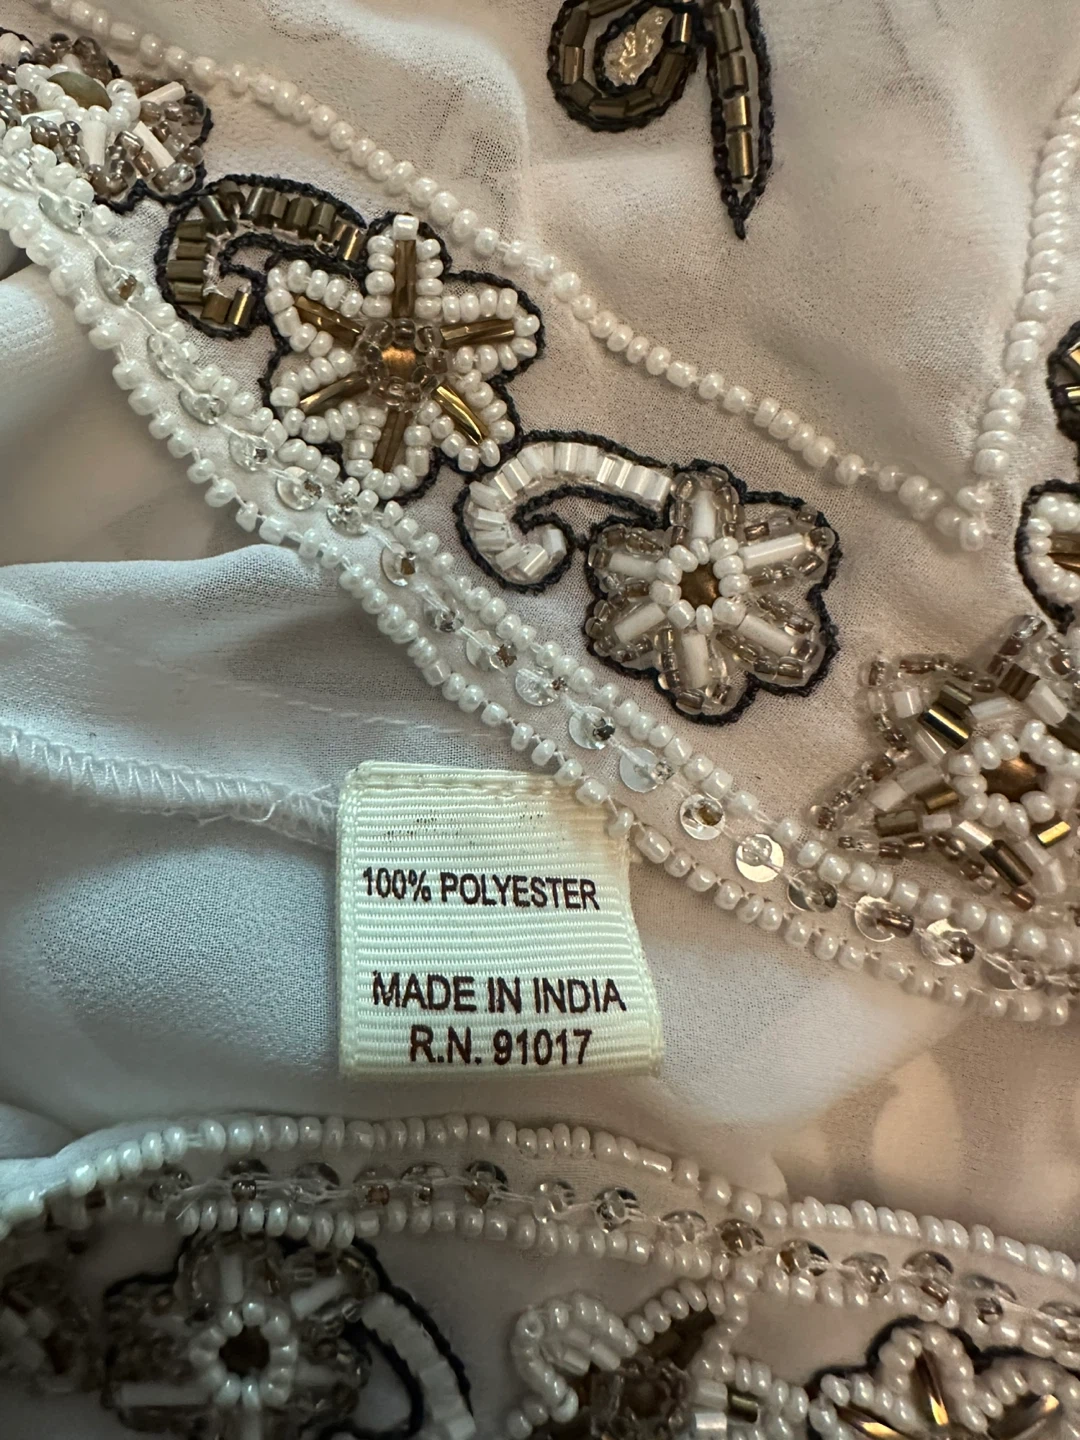 100% POLYESTER
MADE IN INDIA
R.N. 91017